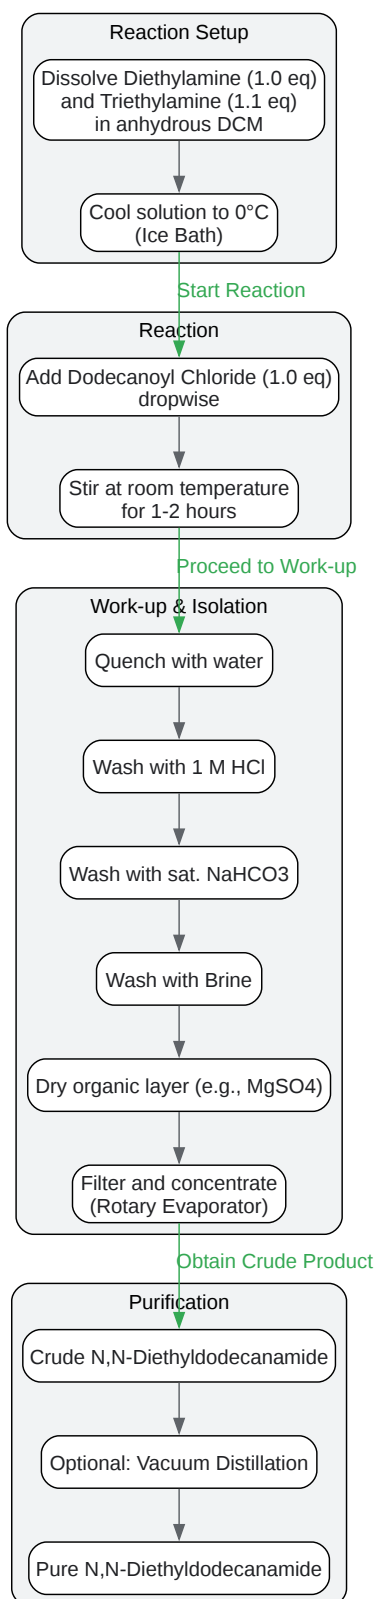 Reaction Setup
Dissolve Diethylamine (1.0 eq)
and Triethylamine (1.1 eq)
in anhydrous DCM
Cool solution to 0°C
(Ice Bath)
Start Reaction
Reaction
Add Dodecanoyl Chloride (1.0 eq)
dropwise
Stir at room temperature
for 1-2 hours
Proceed to Work-up
Work-up & Isolation
Quench with water
Wash with 1 M HCl
Wash with sat. NaHCO3
Wash with Brine
Dry organic layer (e.g., MgSO4)
Filter and concentrate
(Rotary Evaporator)
Obtain Crude Product
Purification
Crude N,N-Diethyldodecanamide
Optional: Vacuum Distillation
Pure N,N-Diethyldodecanamide